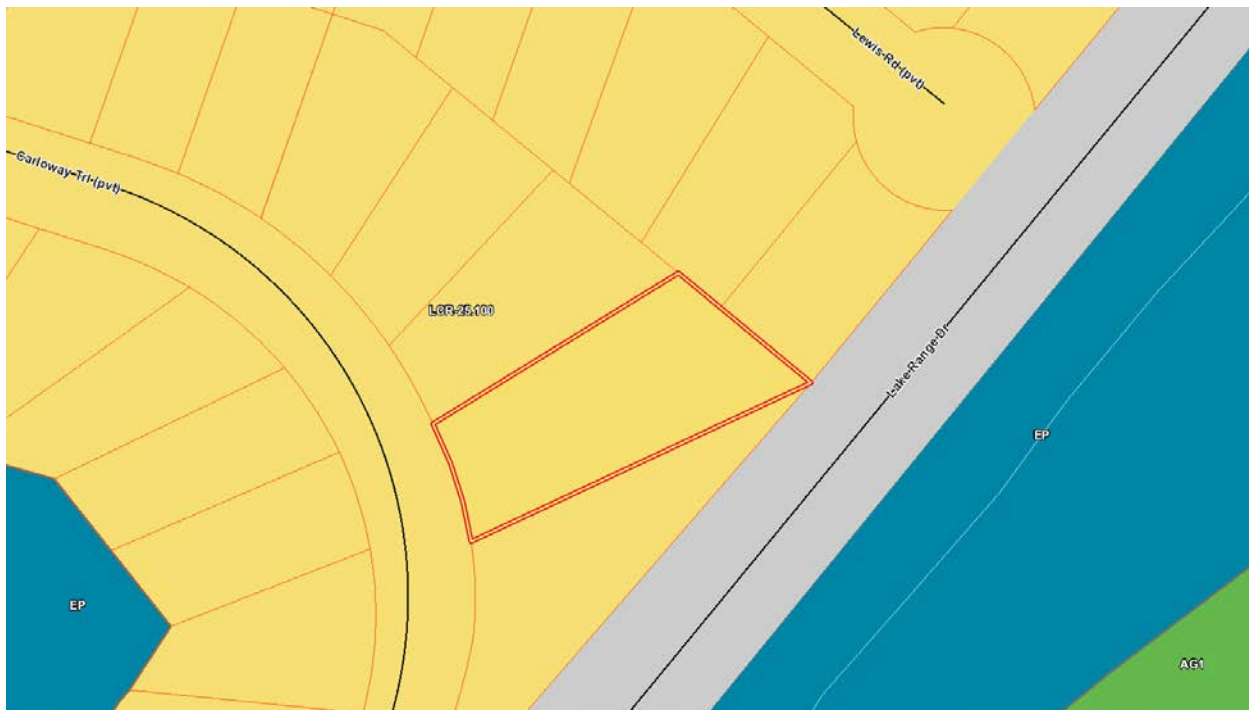 Lewis Rd (pvt)
Carloway Trl (pvt)
LCR-25.100
Lake Range Dr
EP
EP
AG1